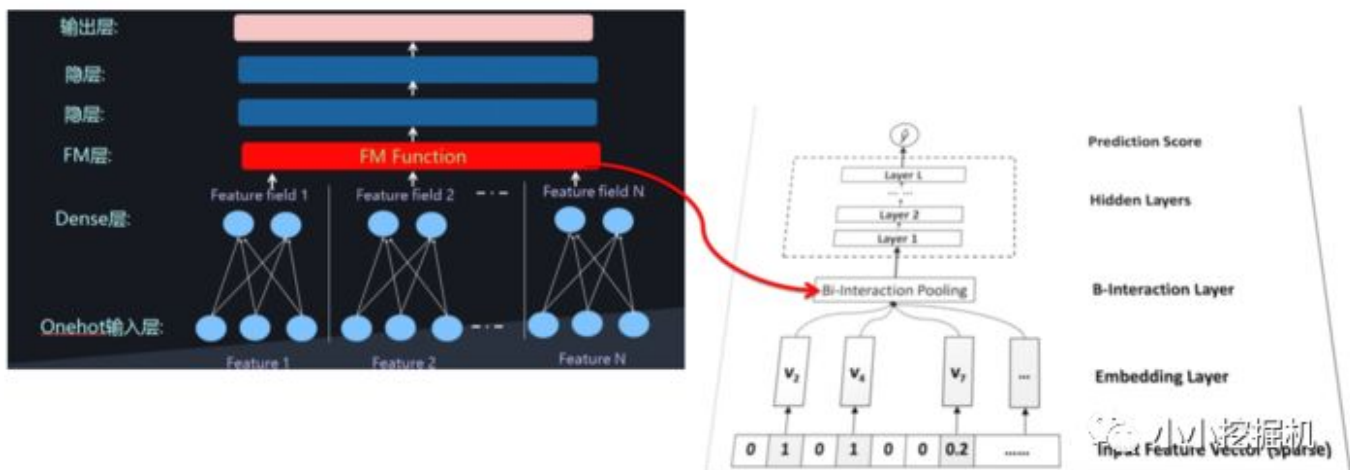 输出层:
隐层:
隐层:
FM层:
FM Function
Feature field 1
Feature field 2
Feature field N
Dense层:
Onehot输入层:
Feature 1
Feature 2
Feature N
ŷ
Prediction Score
Layer L
... ...
Layer 2
Layer 1
Hidden Layers
Bi-Interaction Pooling
B-Interaction Layer
V2
V4
V7
...
Embedding Layer
0 1 0 1 0 0 0.2 ......
Input Feature Vector (sparse)
小小挖掘机